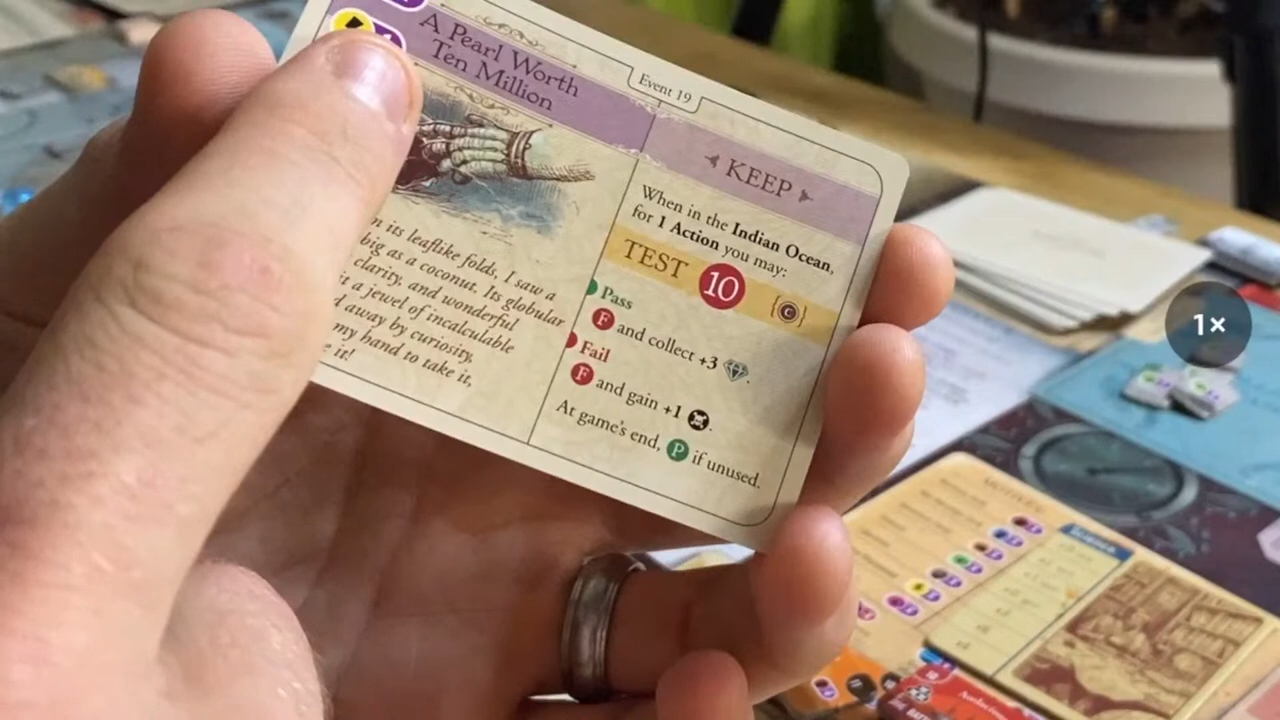 A Pearl Worth
Ten Million
Event 19
its leaflike folds, I saw a
big as a coconut. Its globular
clarity, and wonderful
a jewel of incalculable
away by curiosity,
my hand to take it,
it!
KEEP
When in the Indian Ocean,
for 1 Action you may:
TEST 10 {C}
Pass
F and collect +3
Fail
F and gain +1
At game's end, P if unused.
1×